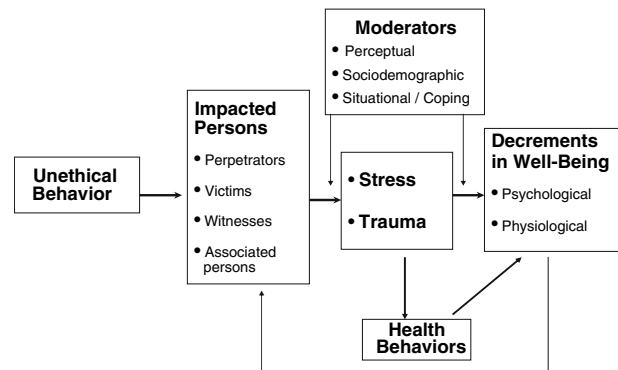 Unethical
Behavior
Impacted
Persons
• Perpetrators
• Victims
• Witnesses
• Associated
persons
Moderators
• Perceptual
• Sociodemographic
• Situational / Coping
• Stress
• Trauma
Decrements
in Well-Being
• Psychological
• Physiological
Health
Behaviors